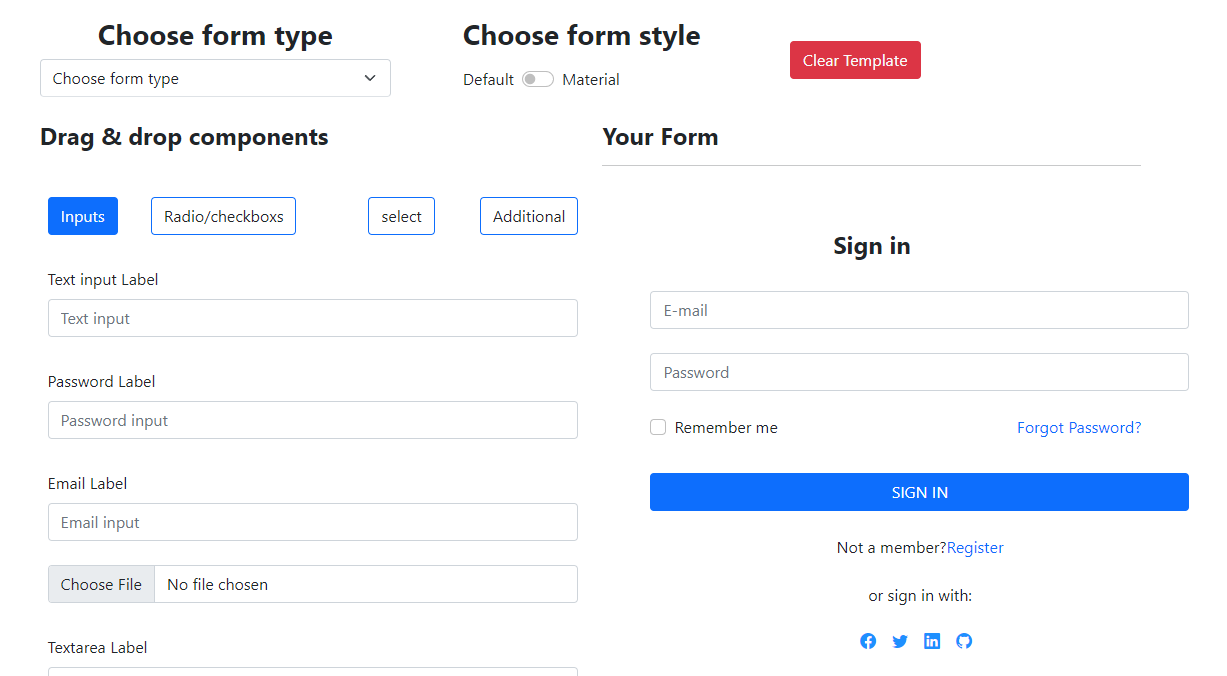 Choose form type
Choose form type
Choose form style
Default Material
Clear Template
Drag & drop components
Inputs Radio/checkboxs select Additional
Text input Label
Text input
Password Label
Password input
Email Label
Email input
Choose File No file chosen
Textarea Label
Your Form
Sign in
E-mail
Password
Remember me Forgot Password?
SIGN IN
Not a member?Register
or sign in with:
in